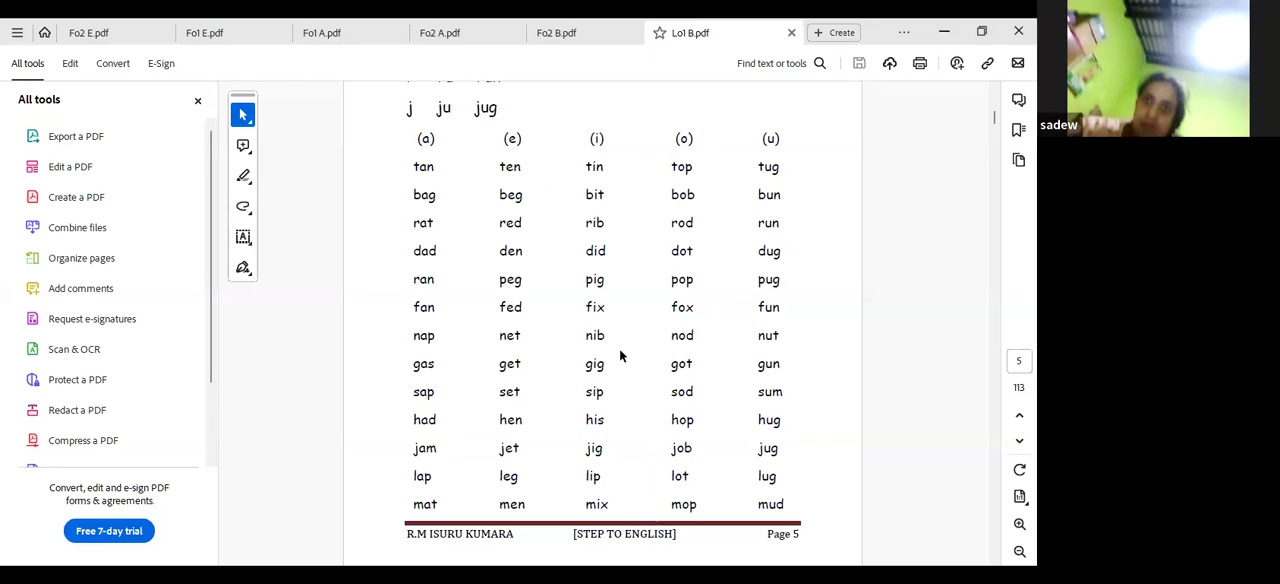 Fo2 E.pdf Fo1 E.pdf Fo1 A.pdf Fo2 A.pdf Fo2 B.pdf Lo1 B.pdf Create
All tools Edit Convert E-Sign Find text or tools
All tools
Export a PDF
Edit a PDF
Create a PDF
Combine files
Organize pages
Add comments
Request e-signatures
Scan & OCR
Protect a PDF
Redact a PDF
Compress a PDF
Convert, edit and e-sign PDF
forms & agreements.
Free 7-day trial
j ju jug
(a) (e) (i) (o) (u)
tan ten tin top tug
bag beg bit bob bun
rat red rib rod run
dad den did dot dug
ran peg pig pop pug
fan fed fix fox fun
nap net nib nod nut
gas get gig got gun
sap set sip sod sum
had hen his hop hug
jam jet jig job jug
lap leg lip lot lug
mat men mix mop mud
R.M ISURU KUMARA [STEP TO ENGLISH] Page 5
5
113
sadew